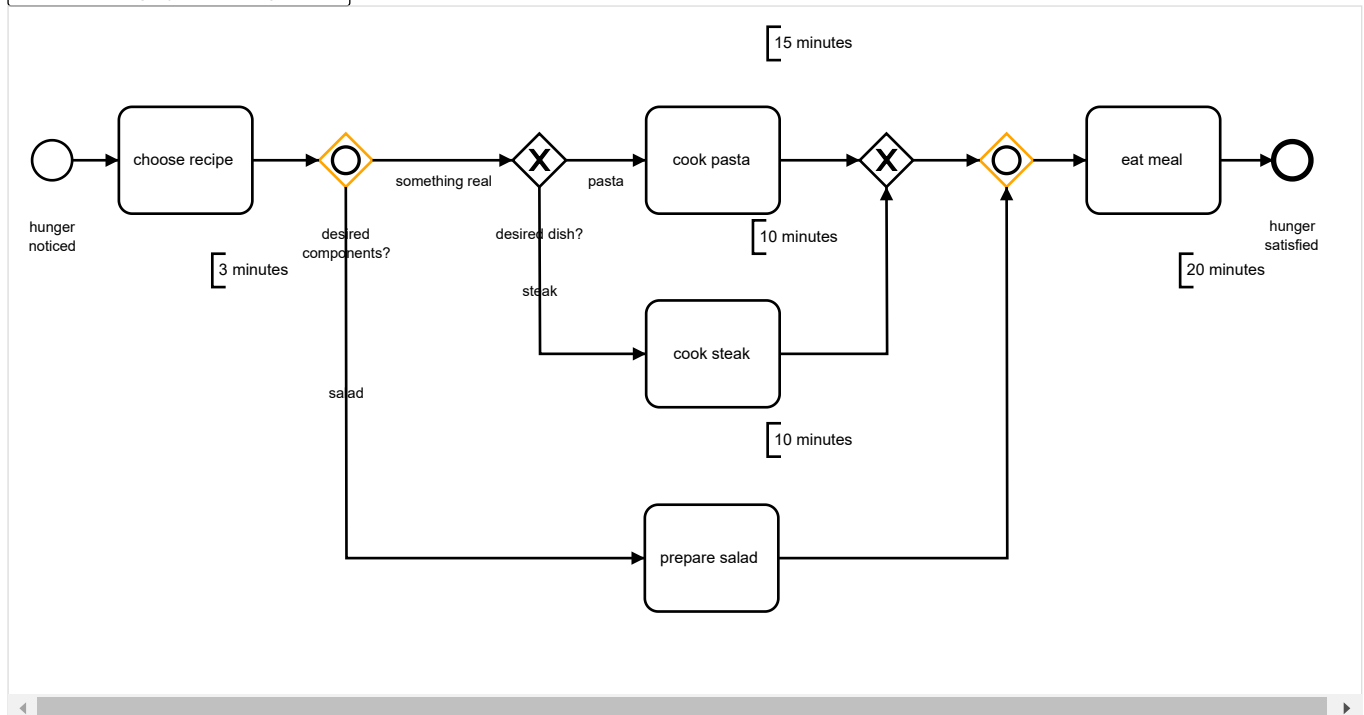 15 minutes
choose recipe
cook pasta
eat meal
something real
pasta
hunger
noticed
desired
components?
desired dish?
10 minutes
hunger
satisfied
3 minutes
20 minutes
steak
cook steak
salad
10 minutes
prepare salad